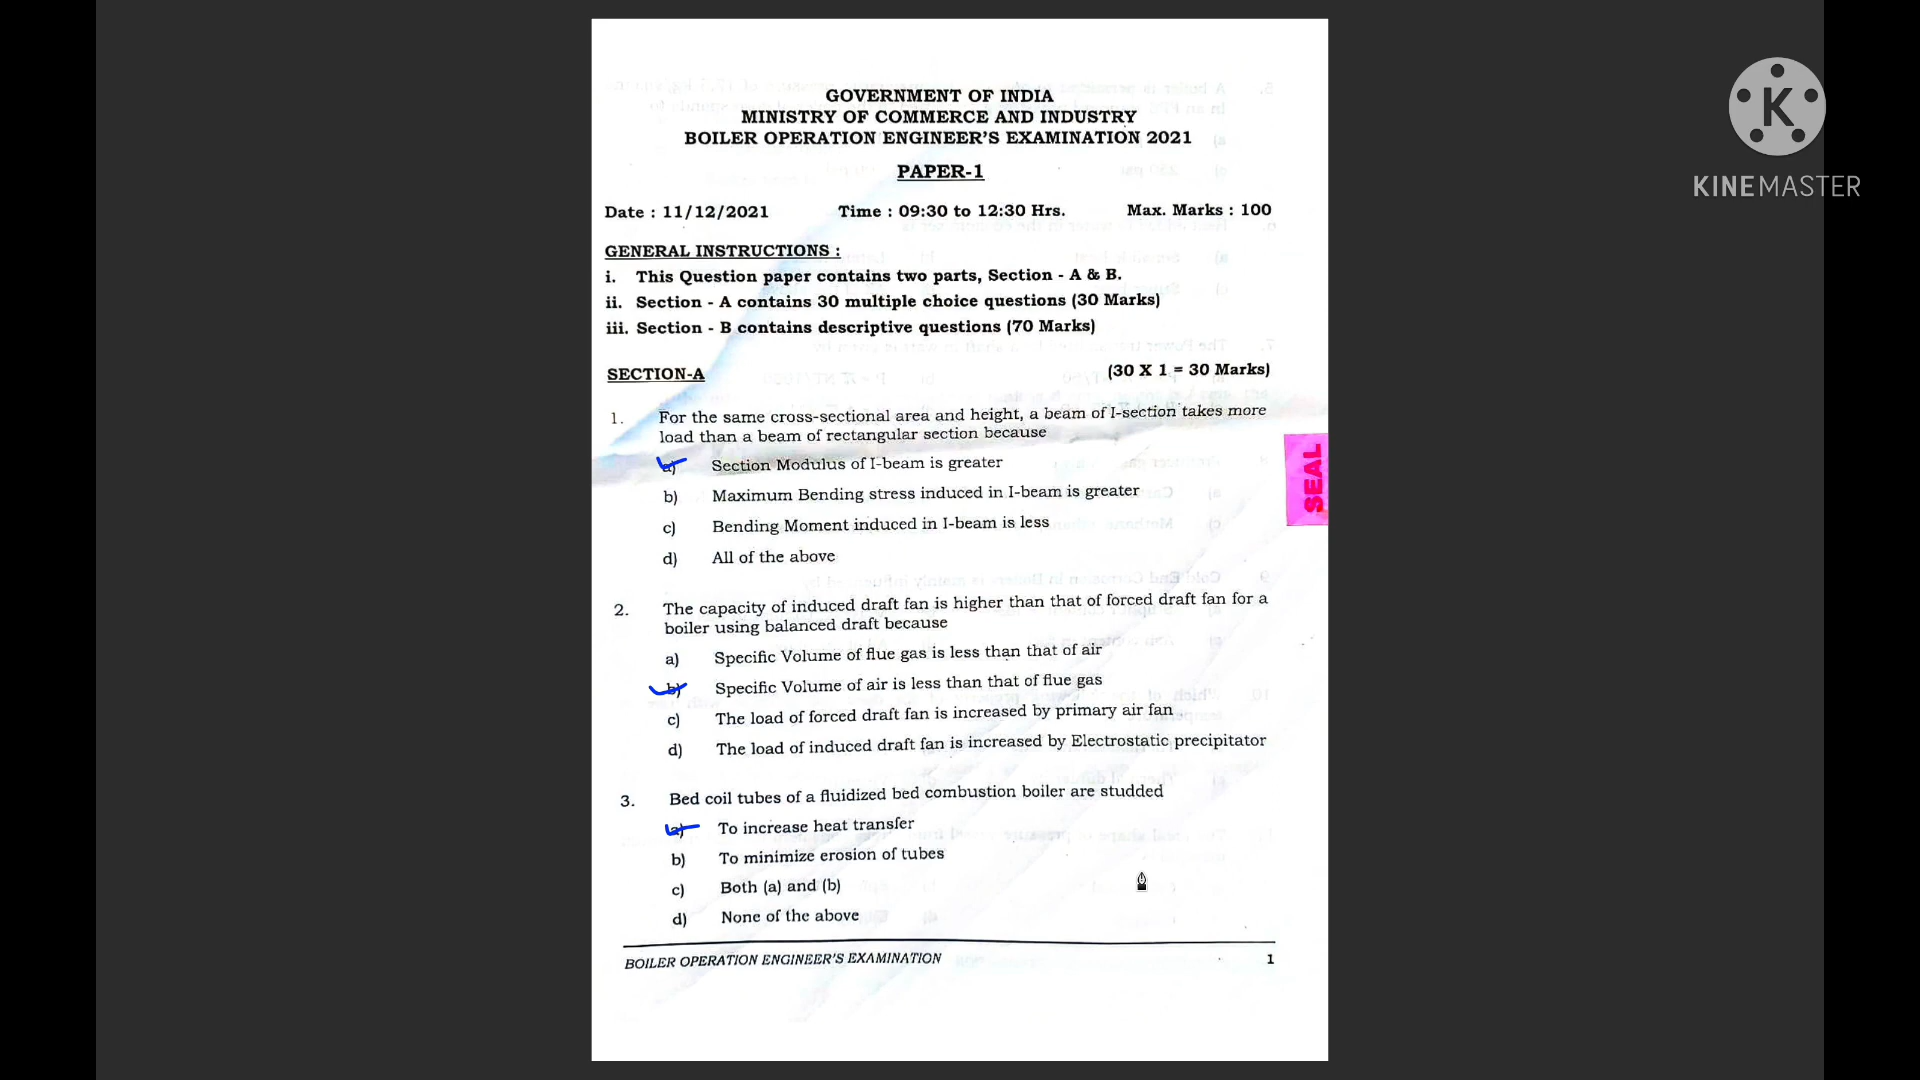 GOVERNMENT OF INDIA
MINISTRY OF COMMERCE AND INDUSTRY
BOILER OPERATION ENGINEER'S EXAMINATION 2021
PAPER-1
Date : 11/12/2021 Time : 09:30 to 12:30 Hrs. Max. Marks : 100
GENERAL INSTRUCTIONS :
i. This Question paper contains two parts, Section - A & B.
ii. Section - A contains 30 multiple choice questions (30 Marks)
iii. Section - B contains descriptive questions (70 Marks)
SECTION-A (30 X 1 = 30 Marks)
1. For the same cross-sectional area and height, a beam of I-section takes more
load than a beam of rectangular section because
a) Section Modulus of I-beam is greater
b) Maximum Bending stress induced in I-beam is greater
c) Bending Moment induced in I-beam is less
d) All of the above
2. The capacity of induced draft fan is higher than that of forced draft fan for a
boiler using balanced draft because
a) Specific Volume of flue gas is less than that of air
b) Specific Volume of air is less than that of flue gas
c) The load of forced draft fan is increased by primary air fan
d) The load of induced draft fan is increased by Electrostatic precipitator
3. Bed coil tubes of a fluidized bed combustion boiler are studded
a) To increase heat transfer
b) To minimize erosion of tubes
c) Both (a) and (b)
d) None of the above
BOILER OPERATION ENGINEER'S EXAMINATION 1
SEAL
K
KINEMASTER